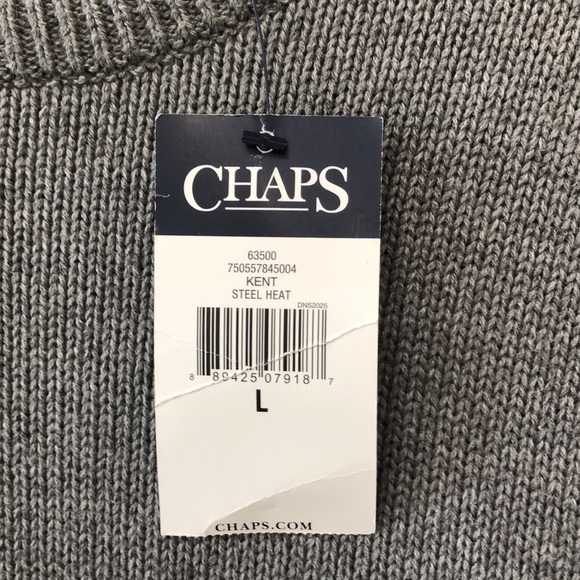 CHAPS
63500
750557845004
KENT
STEEL HEAT
DNS2025
8 89425 07918 7
L
CHAPS.COM